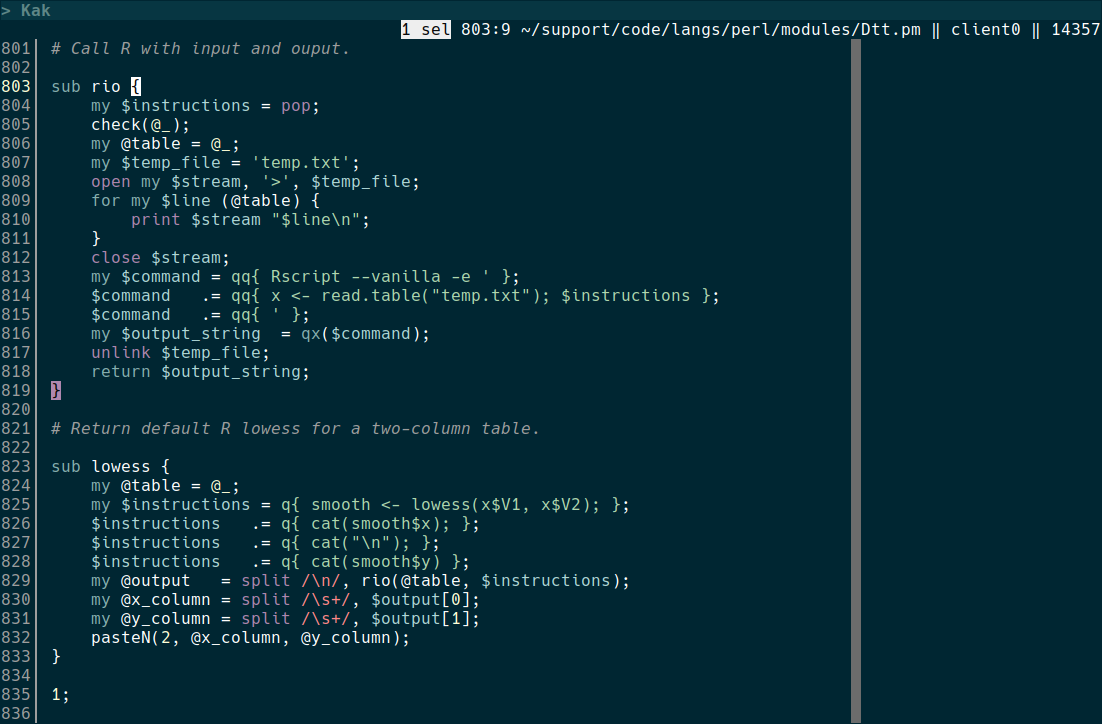 > Kak
1 sel 803:9 ~/support/code/langs/perl/modules/Dtt.pm ‖ client0 ‖ 14357
801 # Call R with input and ouput.
802
803 sub rio {
804     my $instructions = pop;
805     check(@_);
806     my @table = @_;
807     my $temp_file = 'temp.txt';
808     open my $stream, '>', $temp_file;
809     for my $line (@table) {
810         print $stream "$line\n";
811     }
812     close $stream;
813     my $command = qq{ Rscript --vanilla -e ' };
814     $command   .= qq{ x <- read.table("temp.txt"); $instructions };
815     $command   .= qq{ ' };
816     my $output_string  = qx($command);
817     unlink $temp_file;
818     return $output_string;
819 }
820
821 # Return default R lowess for a two-column table.
822
823 sub lowess {
824     my @table = @_;
825     my $instructions = q{ smooth <- lowess(x$V1, x$V2); };
826     $instructions   .= q{ cat(smooth$x); };
827     $instructions   .= q{ cat("\n"); };
828     $instructions   .= q{ cat(smooth$y) };
829     my @output   = split /\n/, rio(@table, $instructions);
830     my @x_column = split /\s+/, $output[0];
831     my @y_column = split /\s+/, $output[1];
832     pasteN(2, @x_column, @y_column);
833 }
834
835 1;
836